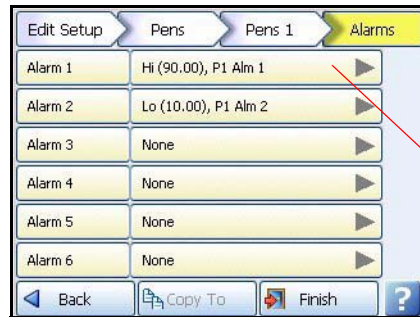 Edit Setup Pens Pens 1 Alarms
Alarm 1 Hi (90.00), P1 Alm 1
Alarm 2 Lo (10.00), P1 Alm 2
Alarm 3 None
Alarm 4 None
Alarm 5 None
Alarm 6 None
Back Copy To Finish ?